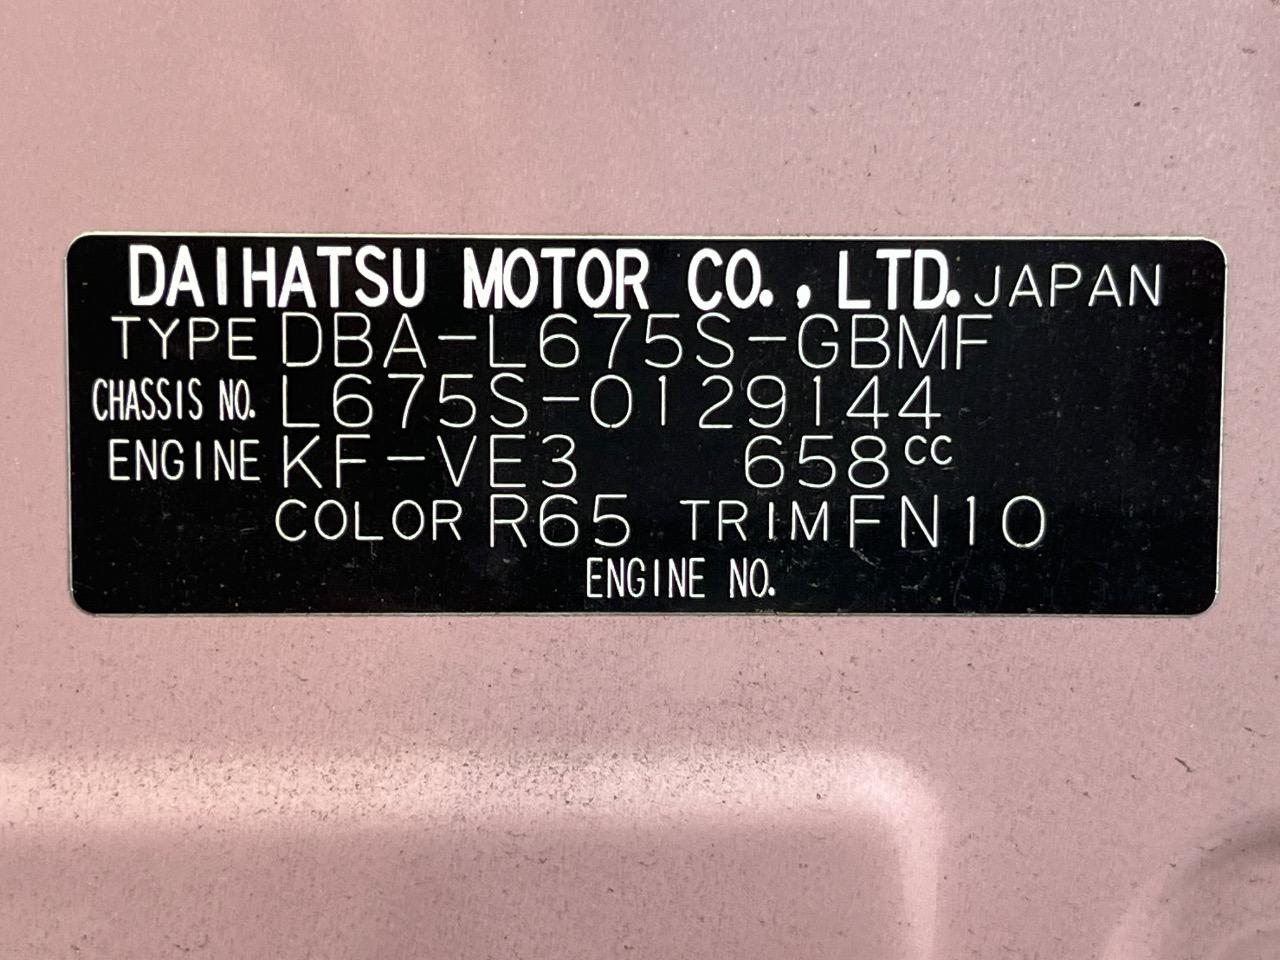 DAIHATSU MOTOR CO., LTD. JAPAN
TYPE DBA-L675S-GBMF
CHASSIS NO. L675S-0129144
ENGINE KF-VE3 658CC
COLOR R65 TRIM FN10
ENGINE NO.